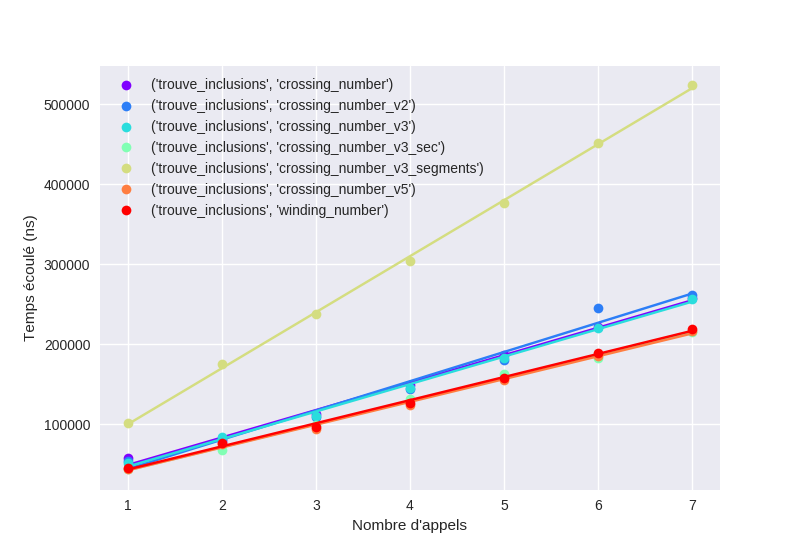 ('trouve_inclusions', 'crossing_number')
('trouve_inclusions', 'crossing_number_v2')
('trouve_inclusions', 'crossing_number_v3')
('trouve_inclusions', 'crossing_number_v3_sec')
('trouve_inclusions', 'crossing_number_v3_segments')
('trouve_inclusions', 'crossing_number_v5')
('trouve_inclusions', 'winding_number')
500000
400000
300000
200000
100000
Temps écoulé (ns)
1 2 3 4 5 6 7
Nombre d'appels